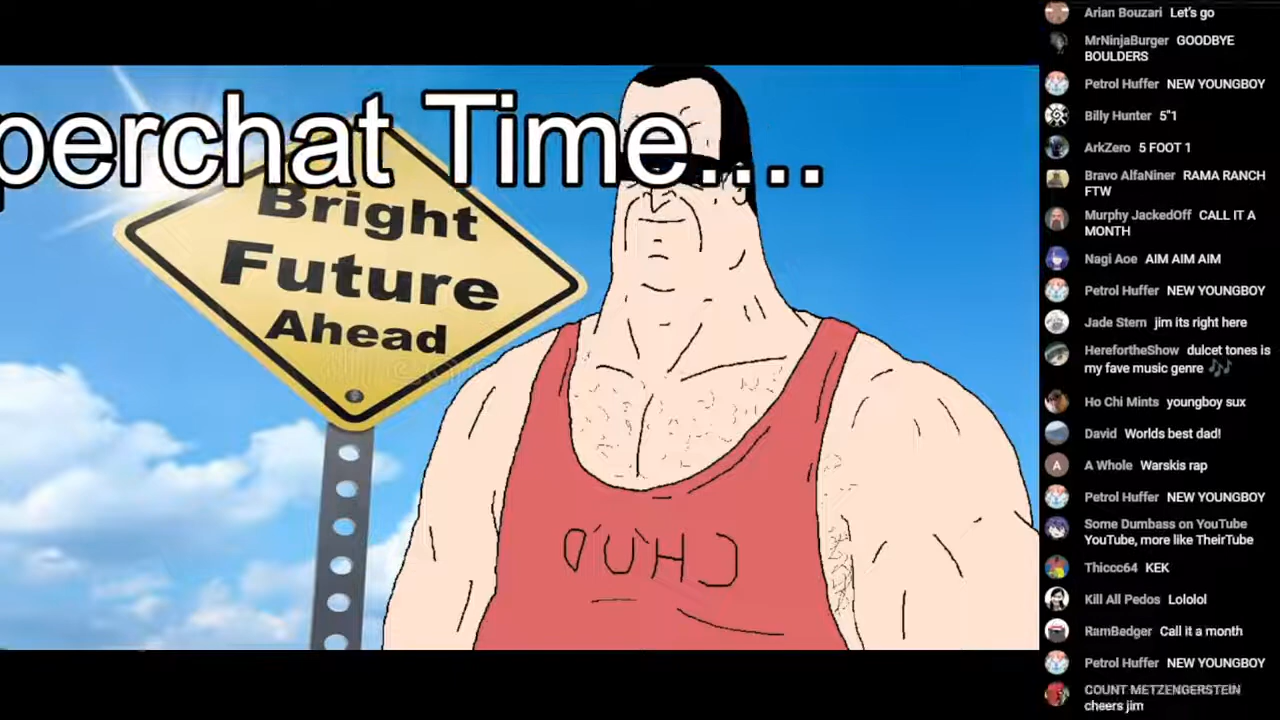 perchat Time....
Bright
Future
Ahead
CHUD
Arian Bouzari Let's go
MrNinjaBurger GOODBYE
BOULDERS
Petrol Huffer NEW YOUNGBOY
Billy Hunter 5"1
ArkZero 5 FOOT 1
Bravo AlfaNiner RAMA RANCH
FTW
Murphy JackedOff CALL IT A
MONTH
Nagi Aoe AIM AIM AIM
Petrol Huffer NEW YOUNGBOY
Jade Stern jim its right here
HerefortheShow dulcet tones is
my fave music genre 🎶
Ho Chi Mints youngboy sux
David Worlds best dad!
A A Whole Warskis rap
Petrol Huffer NEW YOUNGBOY
Some Dumbass on YouTube
YouTube, more like TheirTube
Thiccc64 KEK
Kill All Pedos Lololol
RamBedger Call it a month
Petrol Huffer NEW YOUNGBOY
COUNT METZENGERSTEIN
cheers jim